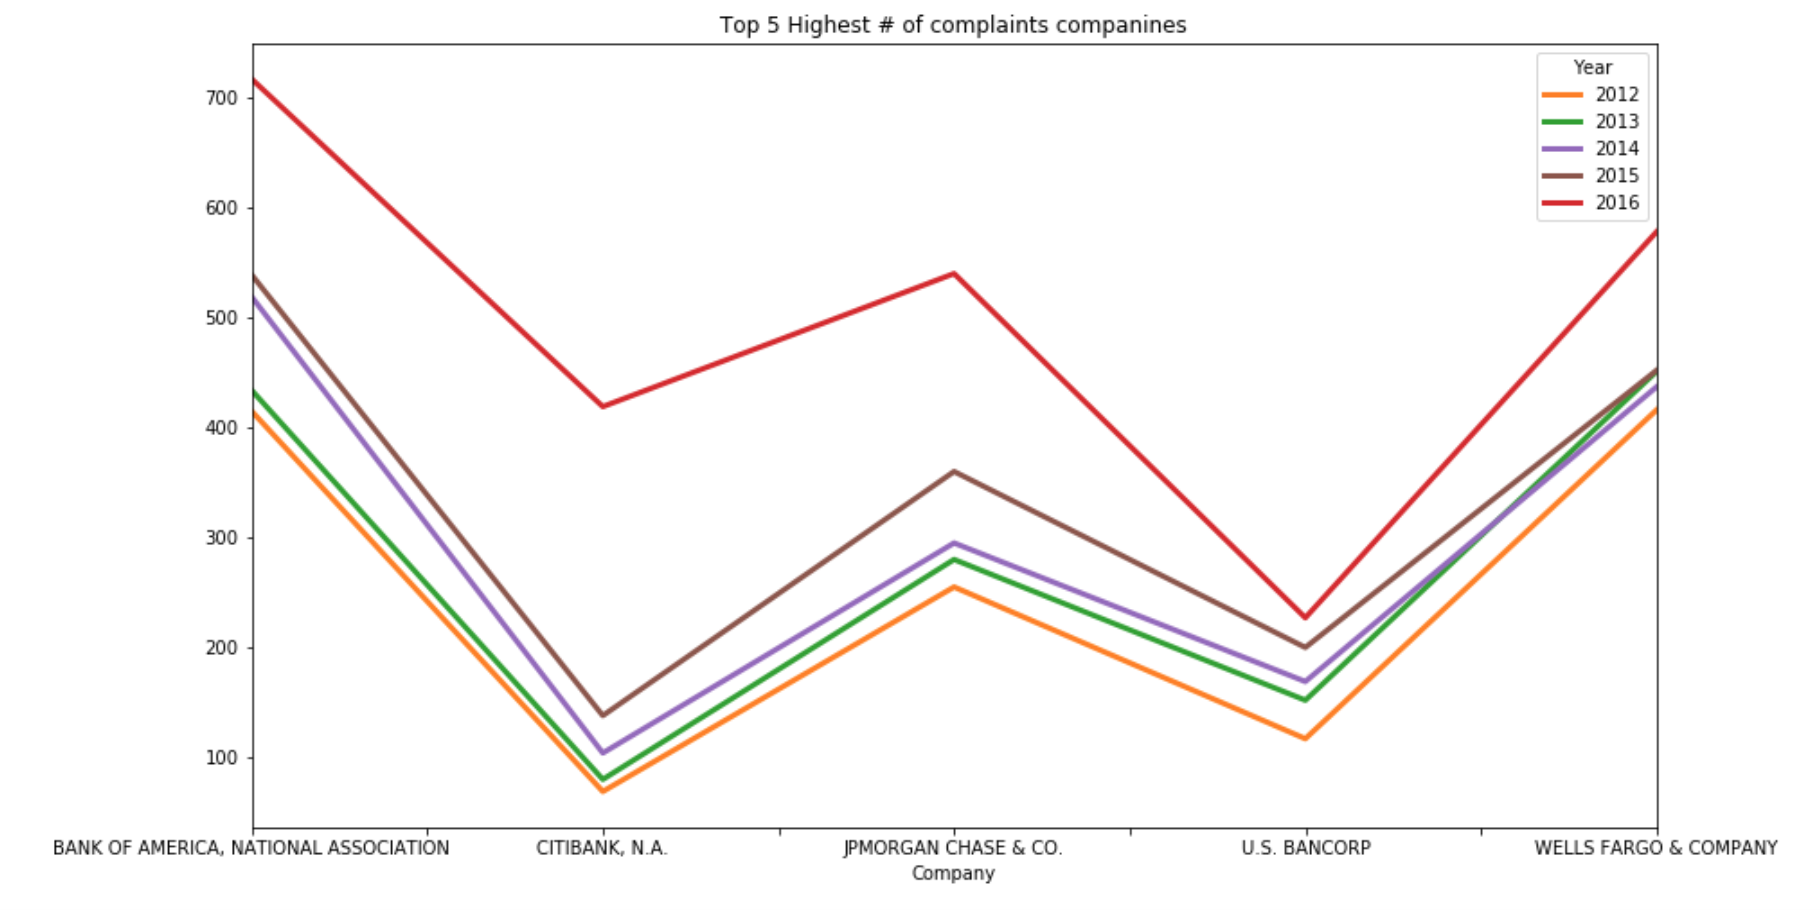 Top 5 Highest # of complaints companines
Year
2012
2013
2014
2015
2016
700
600
500
400
300
200
100
BANK OF AMERICA, NATIONAL ASSOCIATION
CITIBANK, N.A.
JPMORGAN CHASE & CO.
U.S. BANCORP
WELLS FARGO & COMPANY
Company